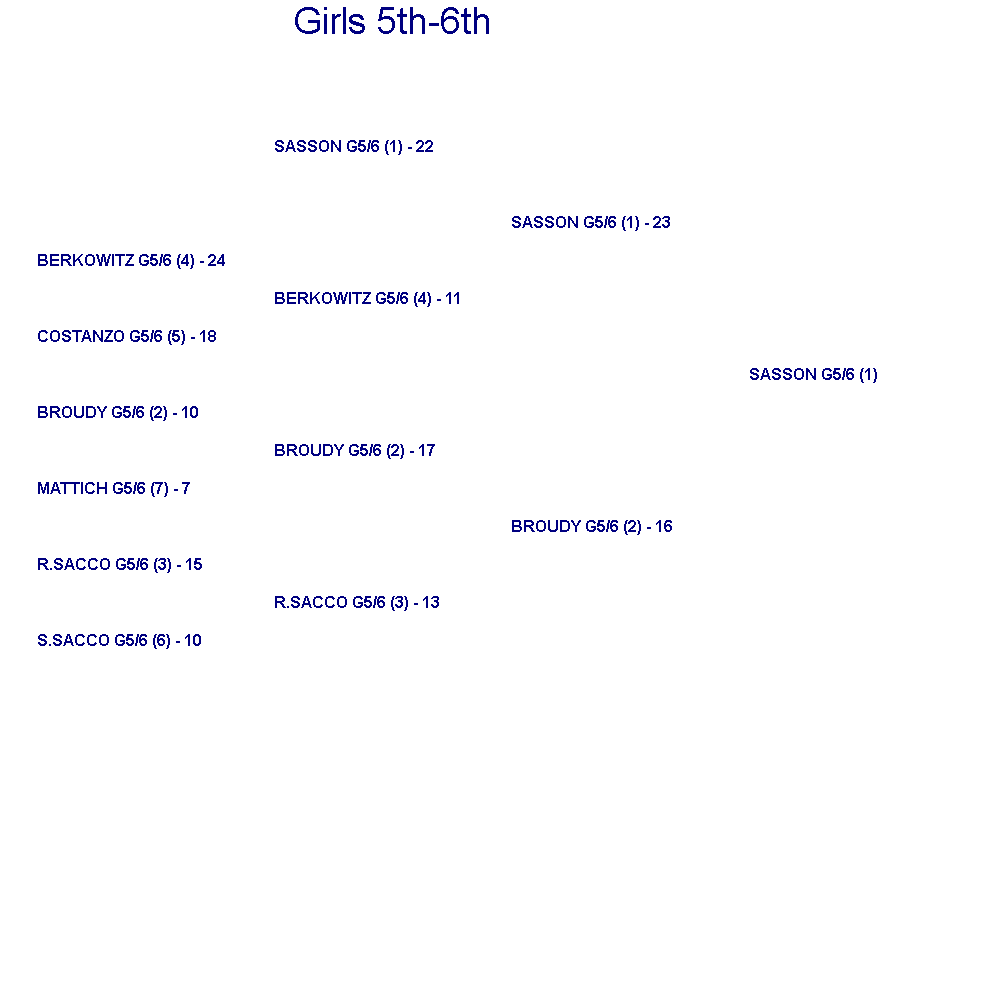 Girls 5th-6th
SASSON G5/6 (1) - 22
SASSON G5/6 (1) - 23
BERKOWITZ G5/6 (4) - 24
BERKOWITZ G5/6 (4) - 11
COSTANZO G5/6 (5) - 18
SASSON G5/6 (1)
BROUDY G5/6 (2) - 10
BROUDY G5/6 (2) - 17
MATTICH G5/6 (7) - 7
BROUDY G5/6 (2) - 16
R.SACCO G5/6 (3) - 15
R.SACCO G5/6 (3) - 13
S.SACCO G5/6 (6) - 10